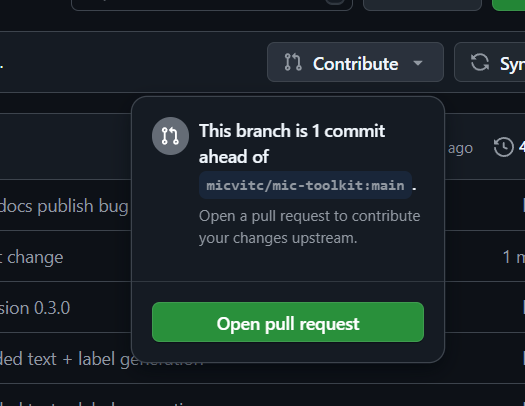 Contribute
Syn
This branch is 1 commit
ahead of
ago
4
micvitc/mic-toolkit:main.
docs publish bug
Open a pull request to contribute
your changes upstream.
change
1 m
sion 0.3.0
Open pull request
ded text + label generation